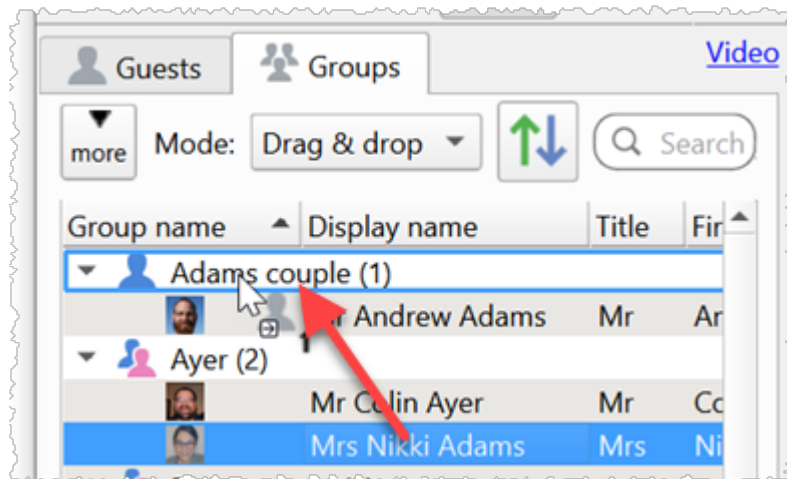 Guests Groups Video
more Mode: Drag & drop Search
Group name Display name Title Fir
Adams couple (1)
Andrew Adams Mr Ar
1
Ayer (2)
Mr Colin Ayer Mr Co
Mrs Nikki Adams Mrs Ni